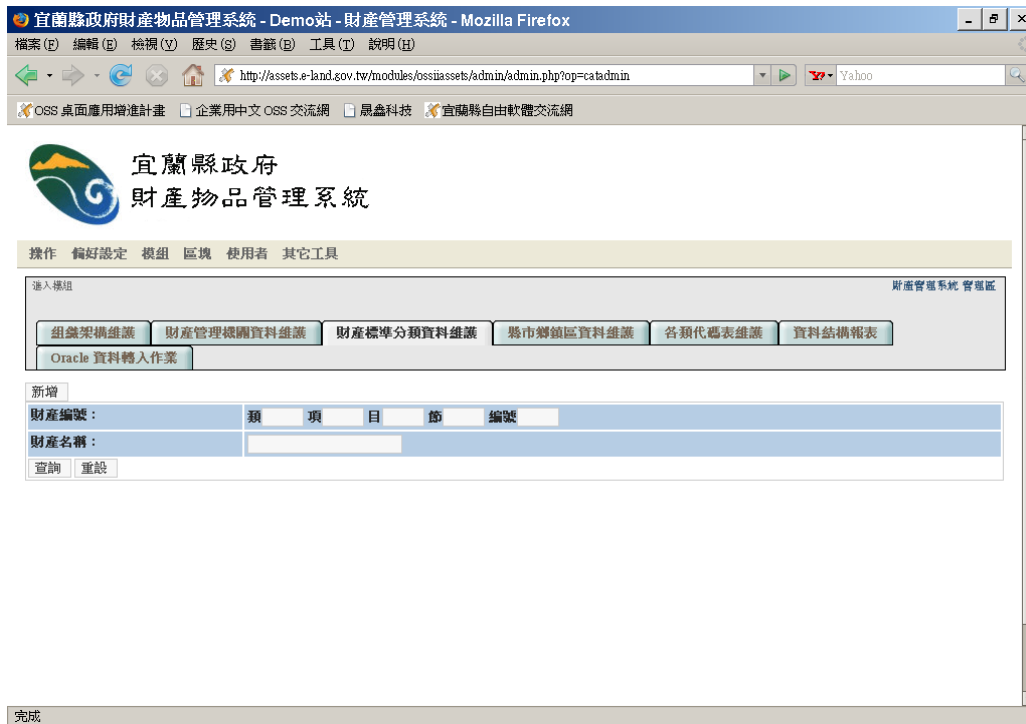 宜蘭縣政府財產物品管理系統 - Demo站 - 財產管理系統 - Mozilla Firefox
檔案(F) 編輯(E) 檢視(V) 歷史(S) 書籤(B) 工具(T) 說明(H)
http://assets.e-land.gov.tw/modules/ossiiassets/admin/admin.php?op=catadmin Yahoo
OSS 桌面應用增進計畫 企業用中文 OSS 交流網 晟鑫科技 宜蘭縣自由軟體交流網
宜蘭縣政府
財產物品管理系統
操作 偏好設定 模組 區塊 使用者 其它工具
進入模組 財產管理系統 管理區
組織架構維護 財產管理機關資料維護 財產標準分類資料維護 縣市鄉鎮區資料維護 各類代碼表維護 資料結構報表
Oracle 資料轉入作業
新增
財產編號： 類 項 目 節 編號
財產名稱：
查詢 重設
完成